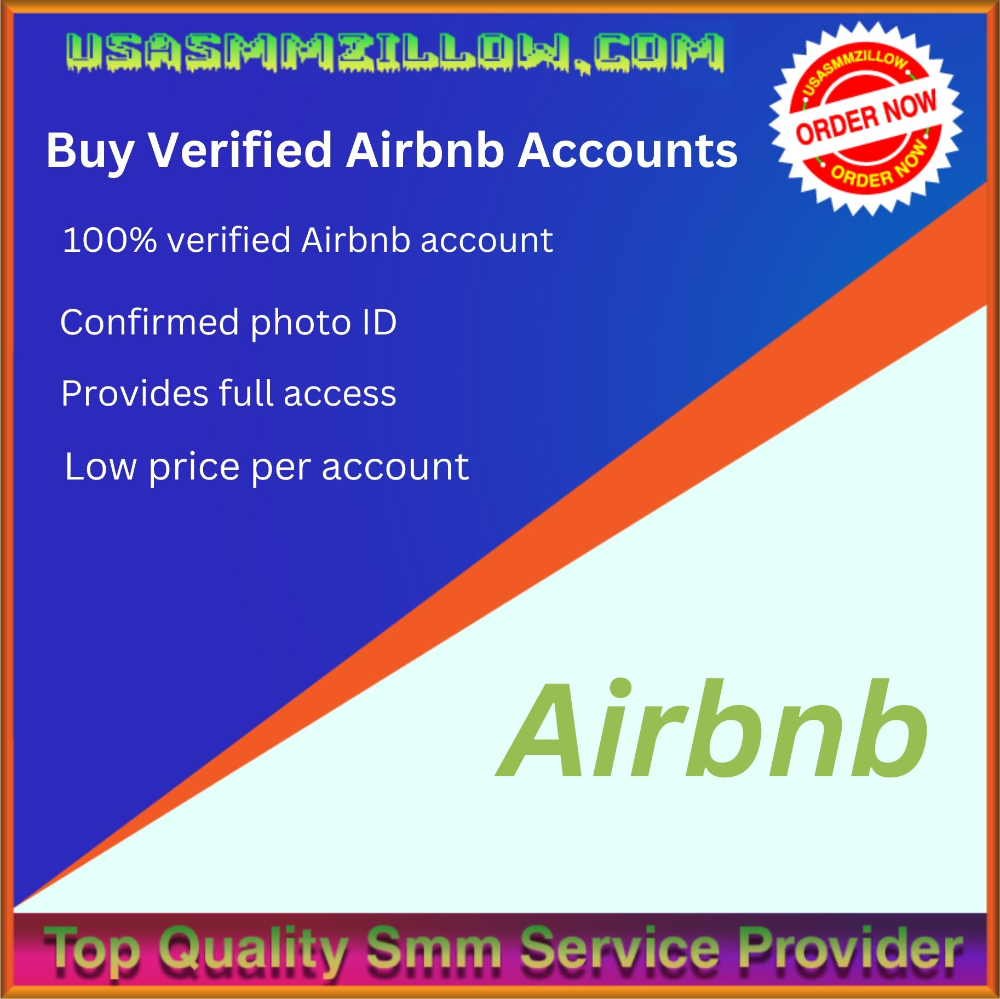 USASMMZILLOW.COM
USASMMZILLOW
ORDER NOW
ORDER NOW
Buy Verified Airbnb Accounts
100% verified Airbnb account
Confirmed photo ID
Provides full access
Low price per account
Airbnb
Top Quality Smm Service Provider